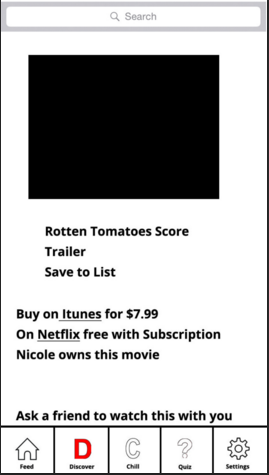 Search
Rotten Tomatoes Score
Trailer
Save to List
Buy on Itunes for $7.99
On Netflix free with Subscription
Nicole owns this movie
Ask a friend to watch this with you
D
C
?
Feed
Discover
Chill
Quiz
Settings